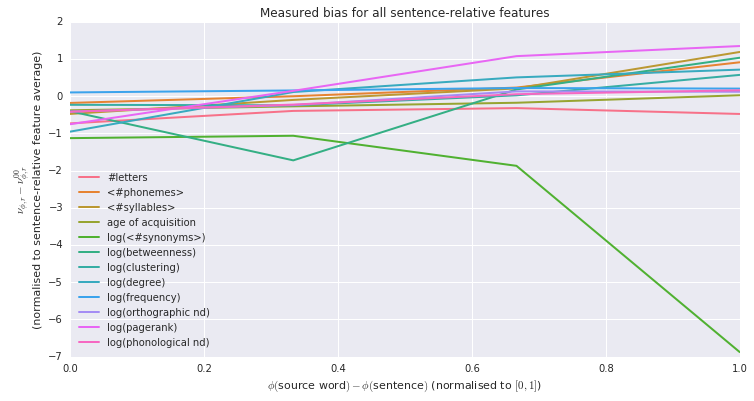 Measured bias for all sentence-relative features
2
1
0
−1
−2
−3
−4
−5
−6
−7
ν_{φ,r} − ν_{φ,r}^{00}
(normalised to sentence-relative feature average)
#letters
<#phonemes>
<#syllables>
age of acquisition
log(<#synonyms>)
log(betweenness)
log(clustering)
log(degree)
log(frequency)
log(orthographic nd)
log(pagerank)
log(phonological nd)
0.0 0.2 0.4 0.6 0.8 1.0
φ(source word) − φ(sentence) (normalised to [0, 1])